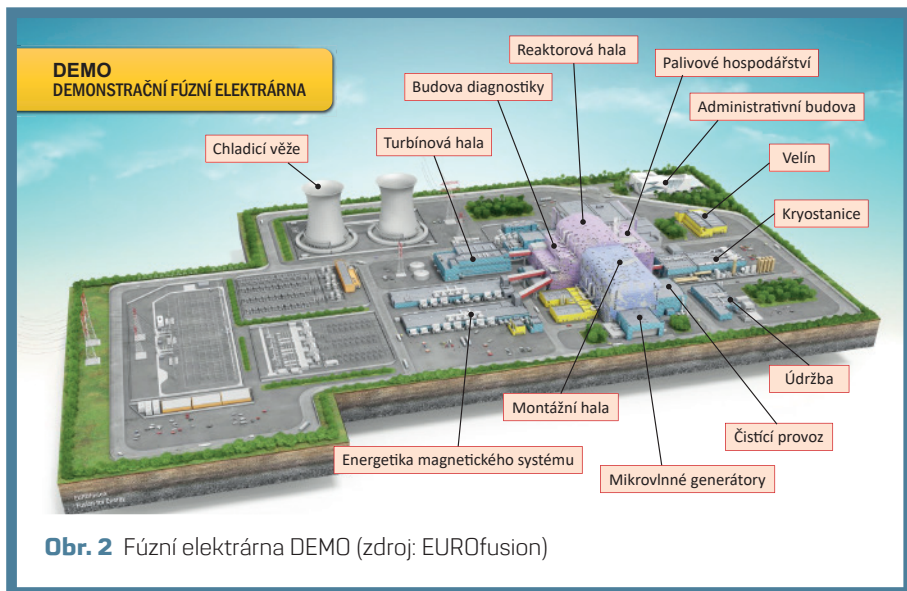 DEMO
DEMONSTRAČNÍ FÚZNÍ ELEKTRÁRNA
Reaktorová hala
Palivové hospodářství
Budova diagnostiky
Administrativní budova
Chladicí věže
Turbínová hala
Velín
Kryostanice
Údržba
Montážní hala
Čistící provoz
Energetika magnetického systému
Mikrovlnné generátory
Obr. 2 Fúzní elektrárna DEMO (zdroj: EUROfusion)